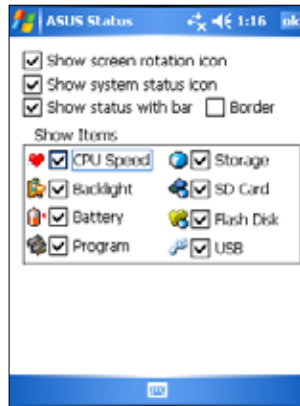 ASUS Status 1:16 ok
Show screen rotation icon
Show system status icon
Show status with bar Border
Show Items
CPU Speed Storage
Backlight SD Card
Battery Flash Disk
Program USB